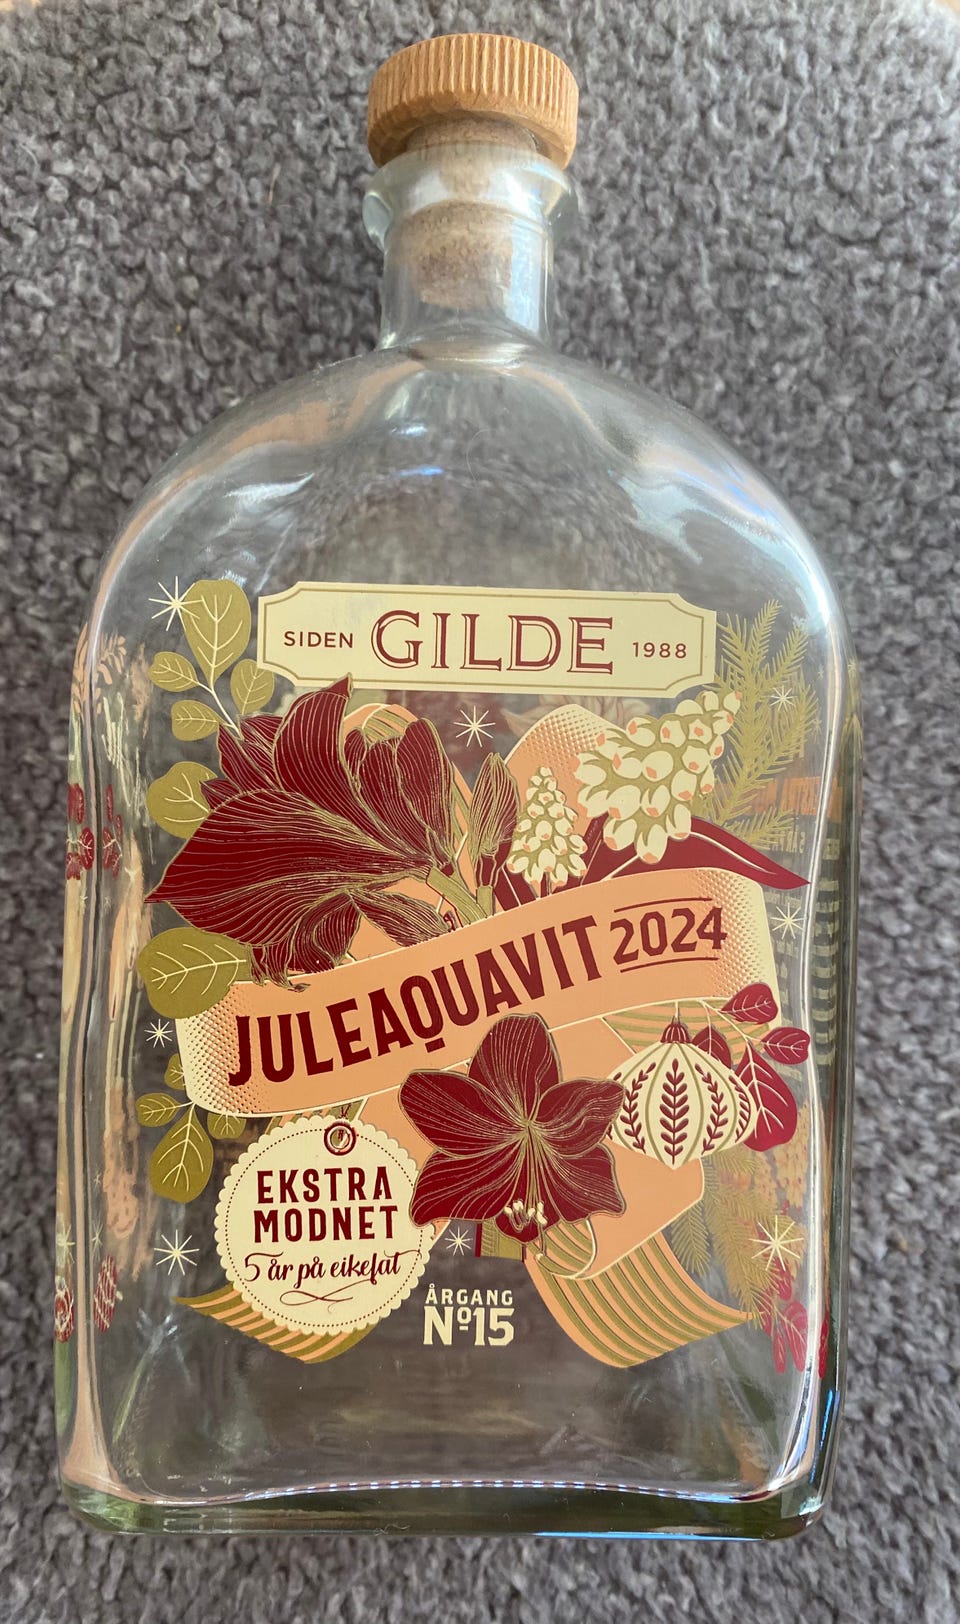 SIDEN GILDE 1988
JULEAQUAVIT 2024
EKSTRA
MODNET
5 år på eikefat
ÅRGANG
Nº15